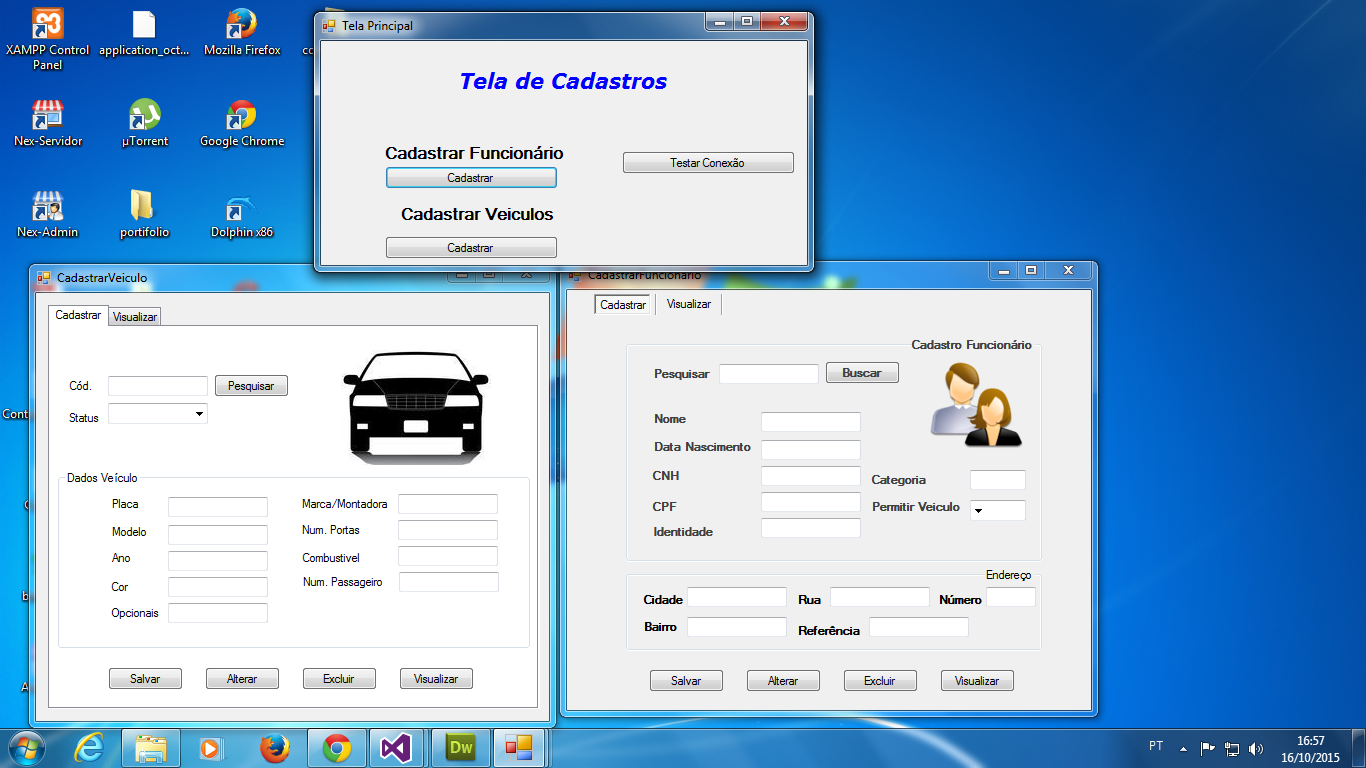 XAMPP Control
Panel
application_oct...
Mozilla Firefox
Nex-Servidor
µTorrent
Google Chrome
Nex-Admin
portifolio
Dolphin x86
Tela Principal
Tela de Cadastros
Cadastrar Funcionário
Cadastrar
Testar Conexão
Cadastrar Veiculos
Cadastrar
CadastrarVeiculo
Cadastrar
Visualizar
Cód.
Pesquisar
Status
Dados Veículo
Placa
Marca/Montadora
Modelo
Num. Portas
Ano
Combustivel
Cor
Num. Passageiro
Opcionais
Salvar
Alterar
Excluir
Visualizar
CadastrarFuncionario
Cadastrar
Visualizar
Cadastro Funcionário
Pesquisar
Buscar
Nome
Data Nascimento
CNH
Categoria
CPF
Permitir Veiculo
Identidade
Endereço
Cidade
Rua
Número
Bairro
Referência
Salvar
Alterar
Excluir
Visualizar
Dw
PT
16:57
16/10/2015